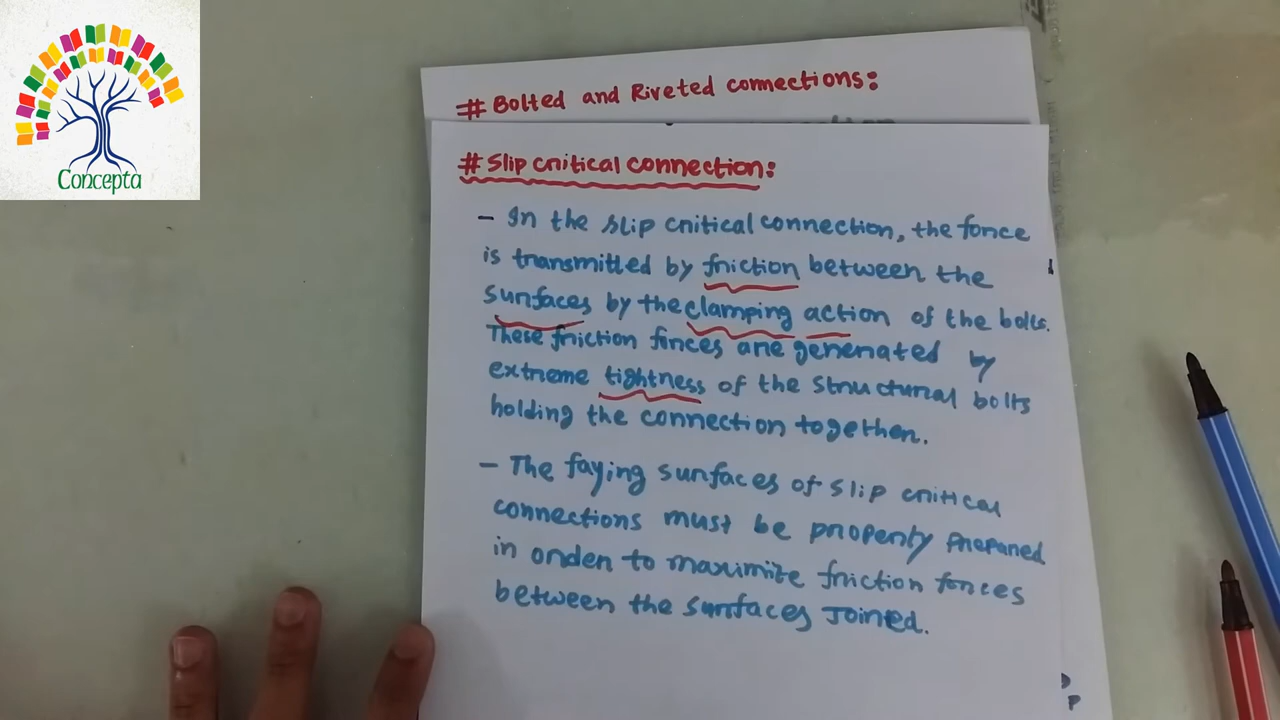 Concepta
# Bolted and Riveted connections:
# Slip critical connection:
- In the slip critical connection, the force
is transmitted by friction between the
surfaces by the clamping action of the bolts.
These friction forces are generated by
extreme tightness of the structural bolts
holding the connection together.
- The faying surfaces of slip critical
connections must be properly prepared
in order to maximize friction forces
between the surfaces joined.